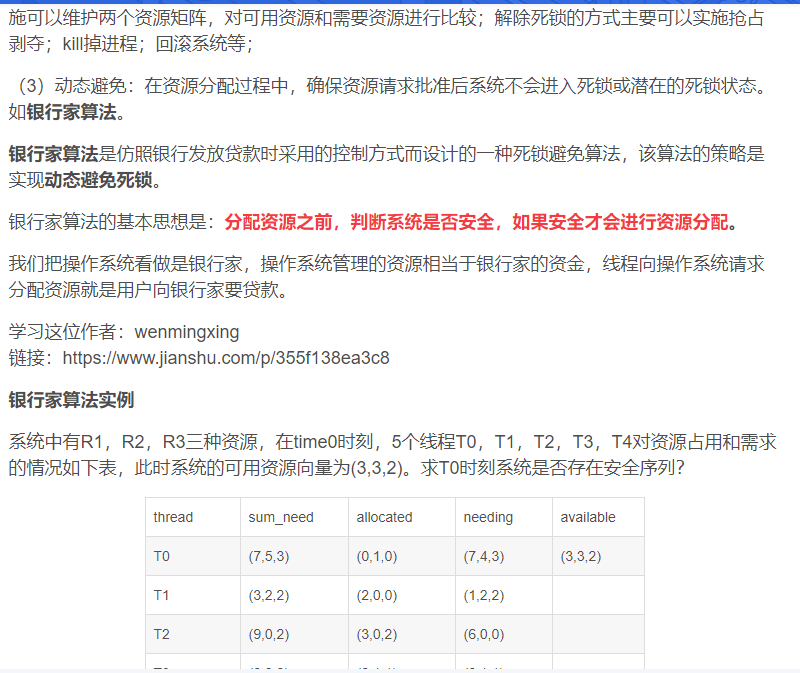 施可以维护两个资源矩阵，对可用资源和需要资源进行比较；解除死锁的方式主要可以实施抢占
剥夺；kill掉进程；回滚系统等；
（3）动态避免：在资源分配过程中，确保资源请求批准后系统不会进入死锁或潜在的死锁状态。
如银行家算法。
银行家算法是仿照银行发放贷款时采用的控制方式而设计的一种死锁避免算法，该算法的策略是
实现动态避免死锁。
银行家算法的基本思想是：分配资源之前，判断系统是否安全，如果安全才会进行资源分配。
我们把操作系统看做是银行家，操作系统管理的资源相当于银行家的资金，线程向操作系统请求
分配资源就是用户向银行家要贷款。
学习这位作者：wenmingxing
链接：https://www.jianshu.com/p/355f138ea3c8
银行家算法实例
系统中有R1，R2，R3三种资源，在time0时刻，5个线程T0，T1，T2，T3，T4对资源占用和需求
的情况如下表，此时系统的可用资源向量为(3,3,2)。求T0时刻系统是否存在安全序列？
thread sum_need allocated needing available
T0 (7,5,3) (0,1,0) (7,4,3) (3,3,2)
T1 (3,2,2) (2,0,0) (1,2,2)
T2 (9,0,2) (3,0,2) (6,0,0)